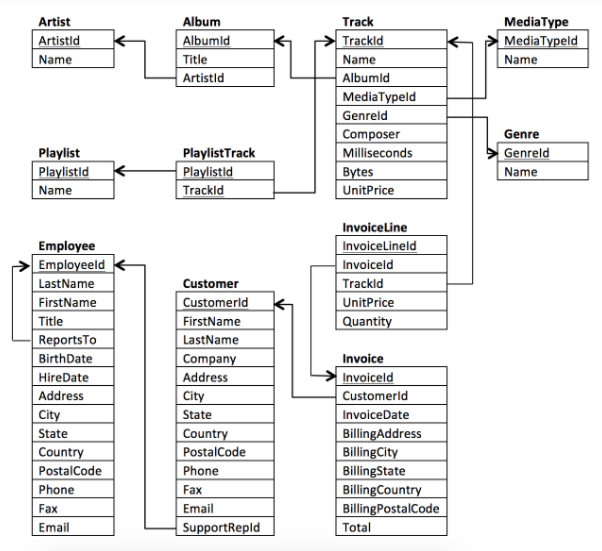 Artist
ArtistId
Name
Album
AlbumId
Title
ArtistId
Track
TrackId
Name
AlbumId
MediaTypeId
GenreId
Composer
Milliseconds
Bytes
UnitPrice
MediaType
MediaTypeId
Name
Genre
GenreId
Name
Playlist
PlaylistId
Name
PlaylistTrack
PlaylistId
TrackId
InvoiceLine
InvoiceLineId
InvoiceId
TrackId
UnitPrice
Quantity
Employee
EmployeeId
LastName
FirstName
Title
ReportsTo
BirthDate
HireDate
Address
City
State
Country
PostalCode
Phone
Fax
Email
Customer
CustomerId
FirstName
LastName
Company
Address
City
State
Country
PostalCode
Phone
Fax
Email
SupportRepId
Invoice
InvoiceId
CustomerId
InvoiceDate
BillingAddress
BillingCity
BillingState
BillingCountry
BillingPostalCode
Total